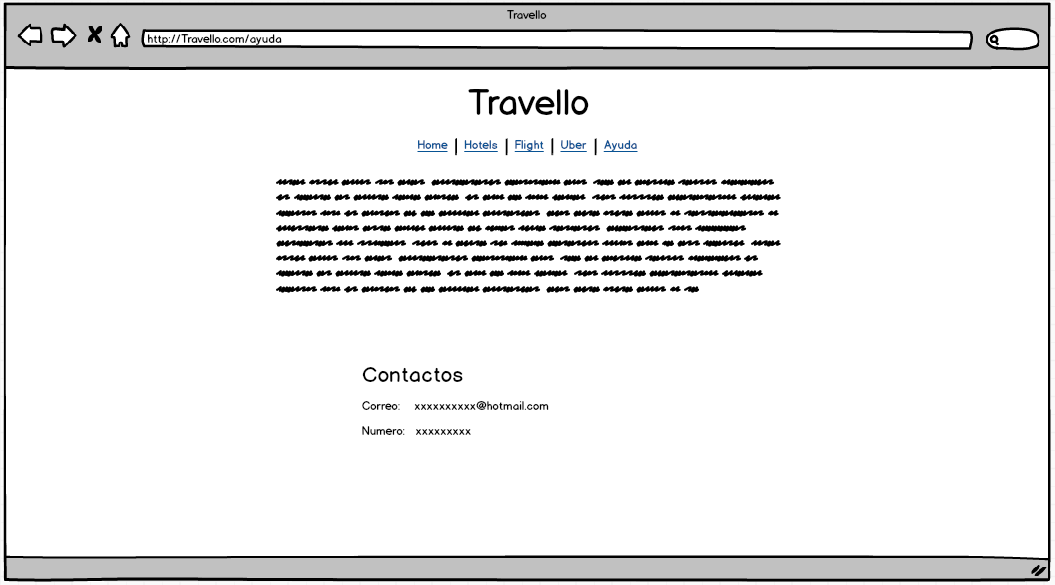 Travello
http://Travello.com/ayuda
Travello
Home | Hotels | Flight | Uber | Ayuda
Contactos
Correo: xxxxxxxxxx@hotmail.com
Numero: xxxxxxxxx